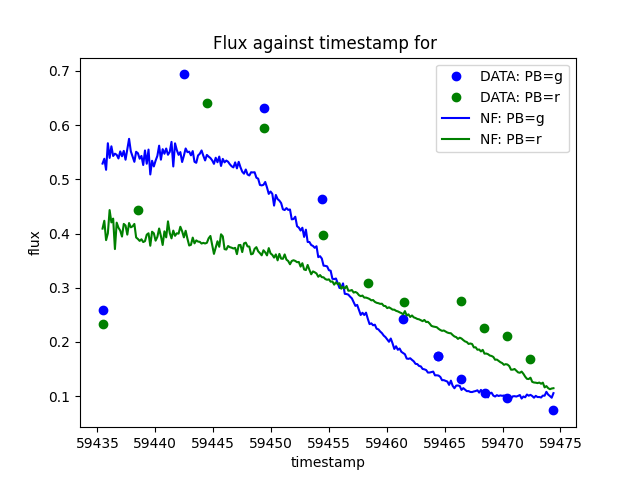 Flux against timestamp for
0.7
0.6
0.5
0.4
0.3
0.2
0.1
flux
DATA: PB=g
DATA: PB=r
NF: PB=g
NF: PB=r
59435 59440 59445 59450 59455 59460 59465 59470 59475
timestamp